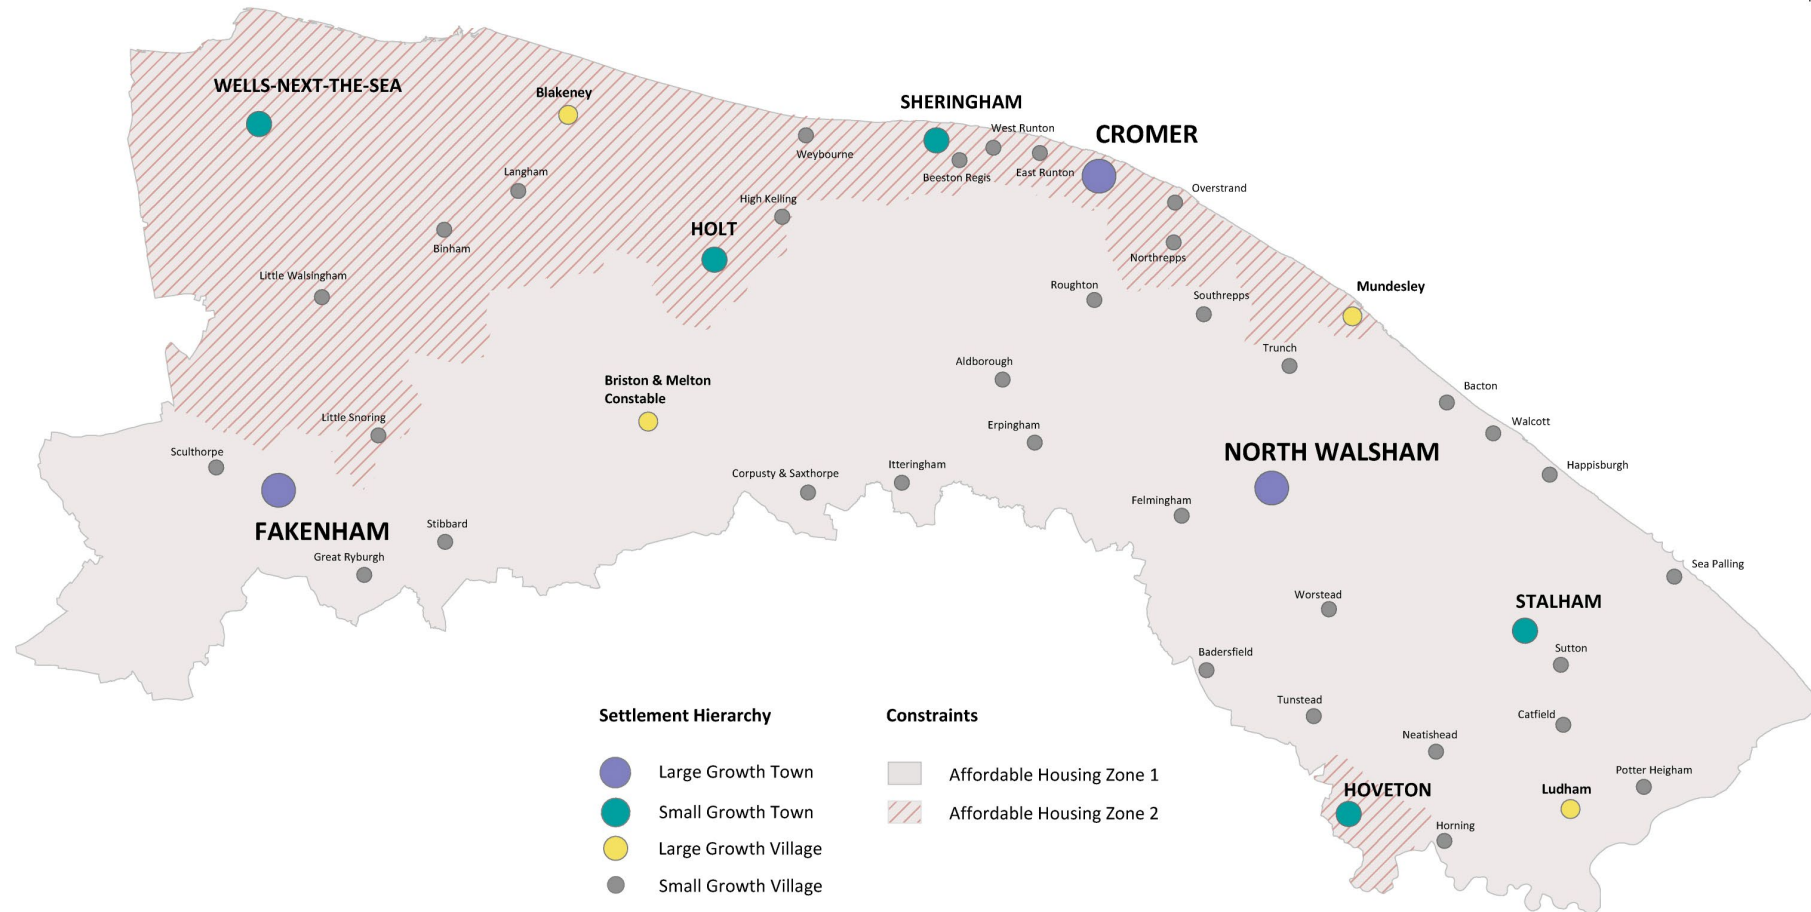 WELLS-NEXT-THE-SEA
Blakeney
SHERINGHAM
West Runton
CROMER
Weybourne
Beeston Regis
East Runton
Langham
Overstrand
High Kelling
HOLT
Binham
Northrepps
Little Walsingham
Roughton
Southrepps
Mundesley
Trunch
Aldborough
Briston & Melton
Constable
Bacton
Little Snoring
Walcott
Erpingham
Sculthorpe
NORTH WALSHAM
Itteringham
Happisburgh
Corpusty & Saxthorpe
Felmingham
FAKENHAM
Stibbard
Great Ryburgh
Sea Palling
Worstead
STALHAM
Badersfield
Sutton
Tunstead
Catfield
Neatishead
Potter Heigham
HOVETON
Ludham
Horning
Settlement Hierarchy
Large Growth Town
Small Growth Town
Large Growth Village
Small Growth Village
Constraints
Affordable Housing Zone 1
Affordable Housing Zone 2